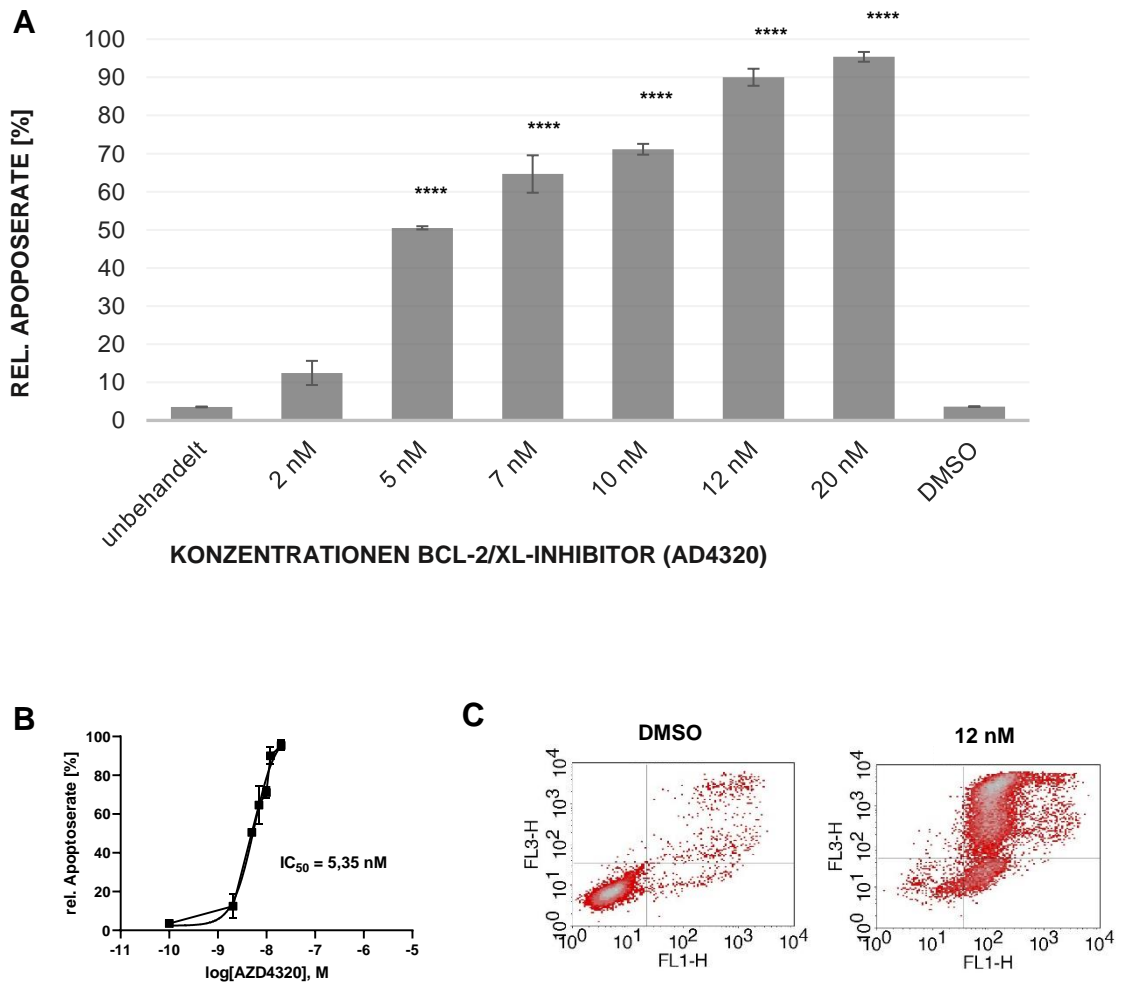 A
REL. APOPOSERATE [%]
100
90
80
70
60
50
40
30
20
10
0
****
****
****
****
****
unbehandelt
2 nM
5 nM
7 nM
10 nM
12 nM
20 nM
DMSO
KONZENTRATIONEN BCL-2/XL-INHIBITOR (AD4320)
B
rel. Apoptoserate [%]
100
80
60
40
20
0
IC50 = 5,35 nM
-11 -10 -9 -8 -7 -6 -5
log[AZD4320], M
C
DMSO
FL3-H
10^4
10^3
10^2
10^1
10^0
10^0 10^1 10^2 10^3 10^4
FL1-H
12 nM
FL3-H
10^4
10^3
10^2
10^1
10^0
10^0 10^1 10^2 10^3 10^4
FL1-H